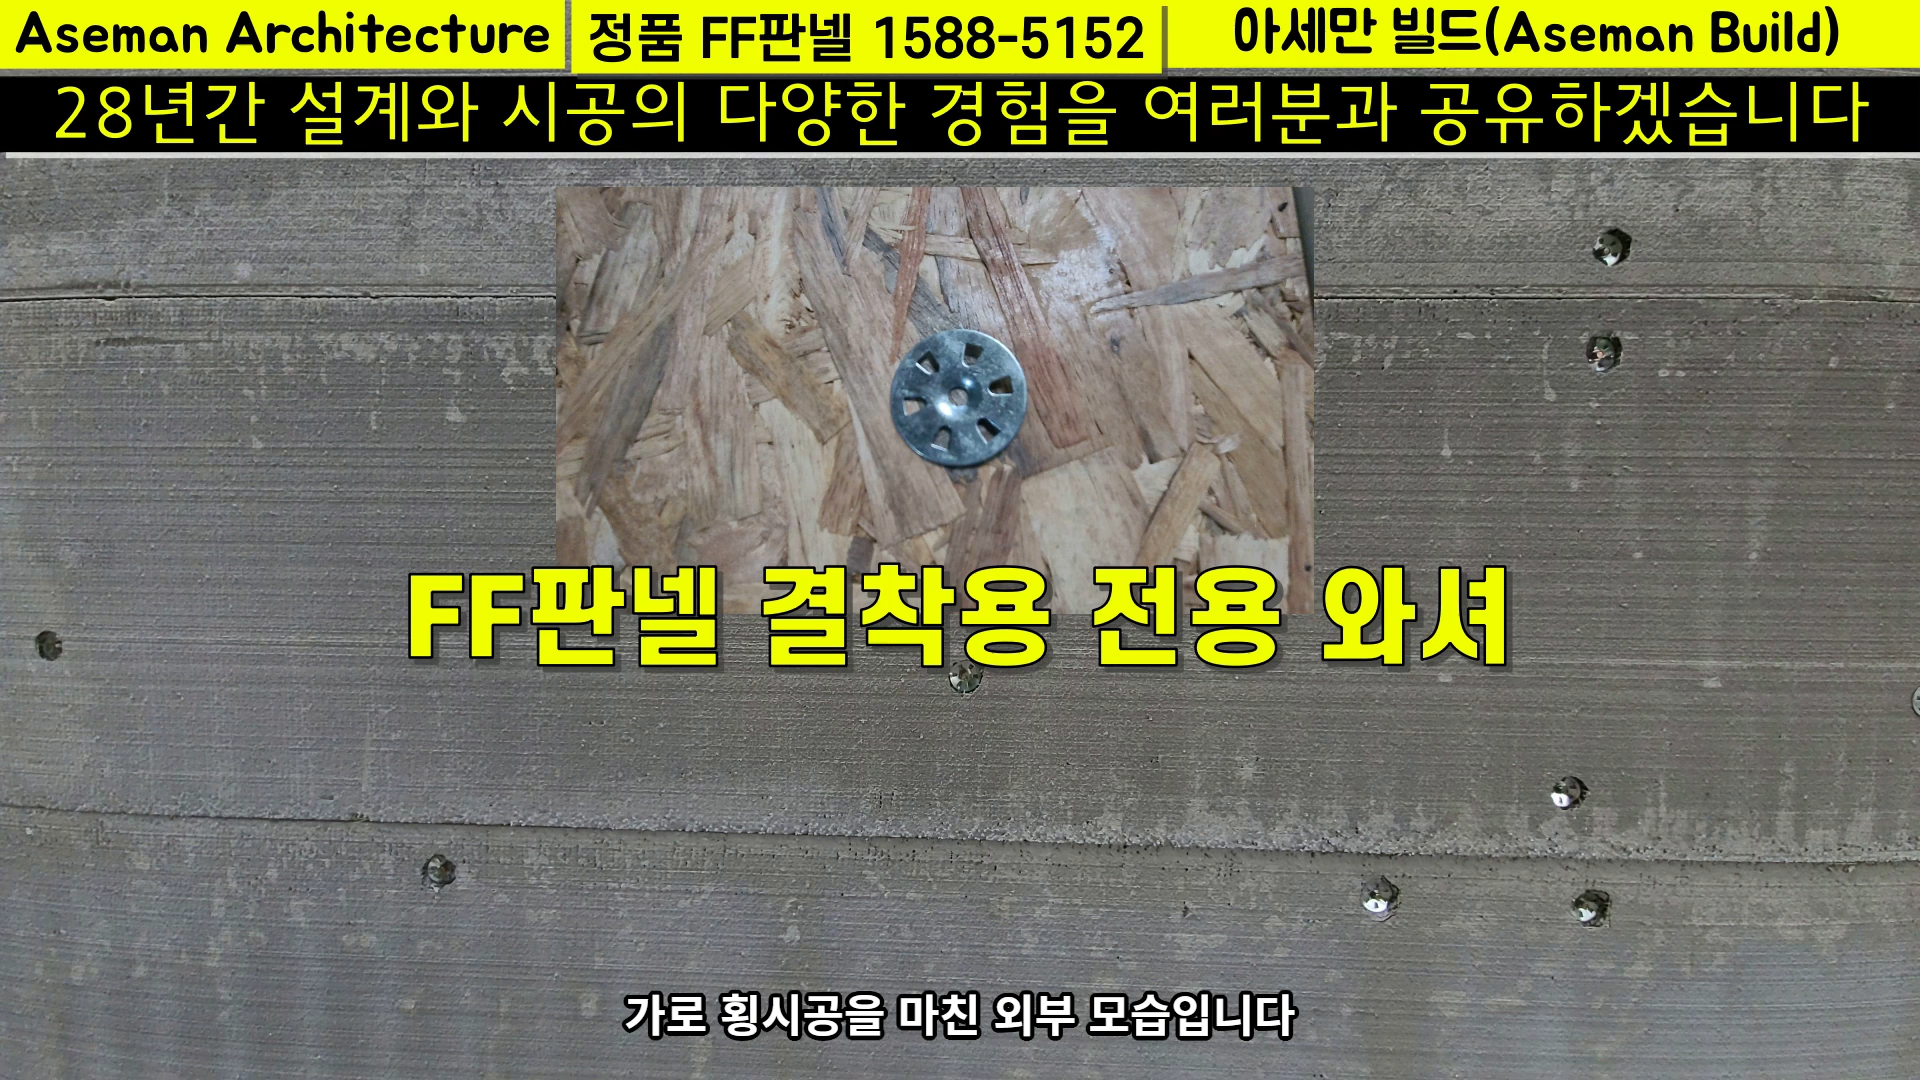 Aseman Architecture
정품 FF판넬 1588-5152
아세만 빌드(Aseman Build)
28년간 설계와 시공의 다양한 경험을 여러분과 공유하겠습니다
FF판넬 결착용 전용 와셔
가로 횡시공을 마친 외부 모습입니다